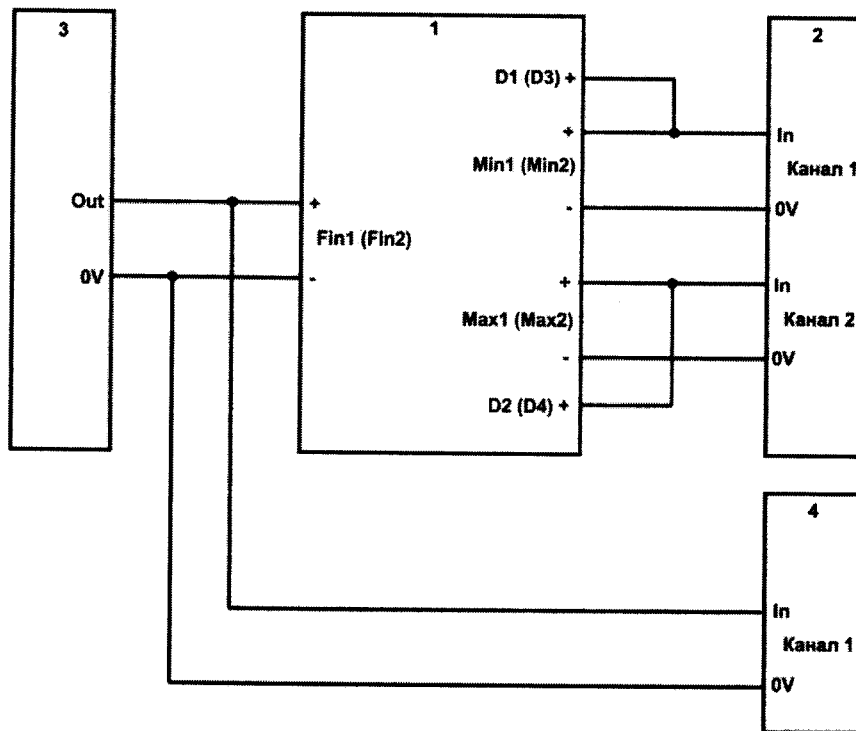 3
Out
0V
1
D1 (D3) +
+
Min1 (Min2)
-
+
Fin1 (Fin2)
-
+
Max1 (Max2)
-
D2 (D4) +
2
In
Канал 1
0V
In
Канал 2
0V
4
In
Канал 1
0V